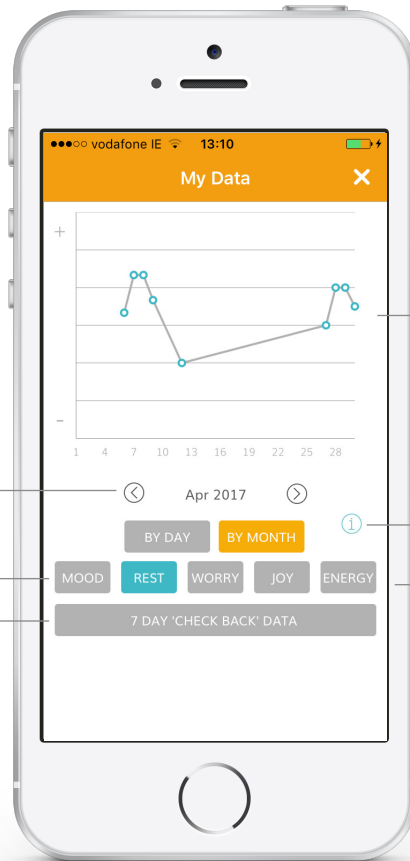 ●●●○○ vodafone IE 13:10
My Data ✕
+
-
1 4 7 10 13 16 19 22 25 28
< Apr 2017 >
i
BY DAY BY MONTH
MOOD REST WORRY JOY ENERGY
7 DAY 'CHECK BACK' DATA